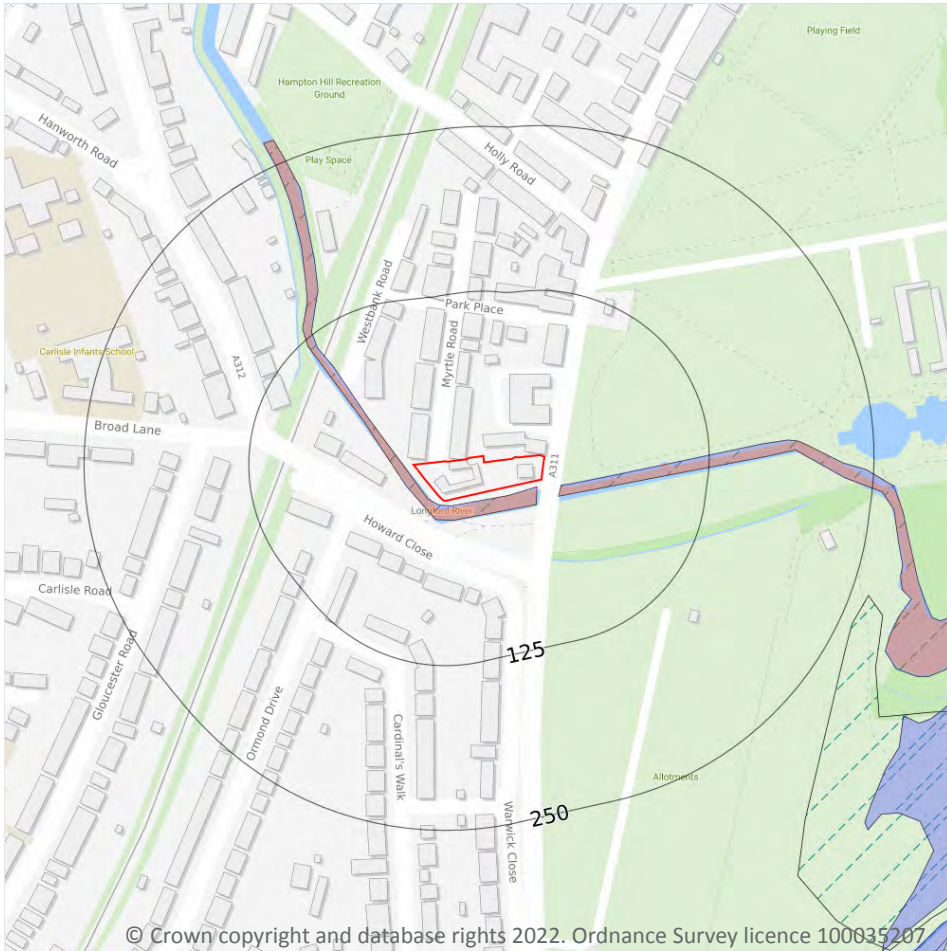 Playing Field
Hampton Hill Recreation
Ground
Hanworth Road
Play Space
Holly Road
Westbank Road
Park Place
Myrtle Road
Carlisle Infants School
A312
Broad Lane
A311
Longford River
Howard Close
Carlisle Road
125
Gloucester Road
Ormond Drive
Cardinal's Walk
Allotments
250
Warwick Close
© Crown copyright and database rights 2022. Ordnance Survey licence 100035207